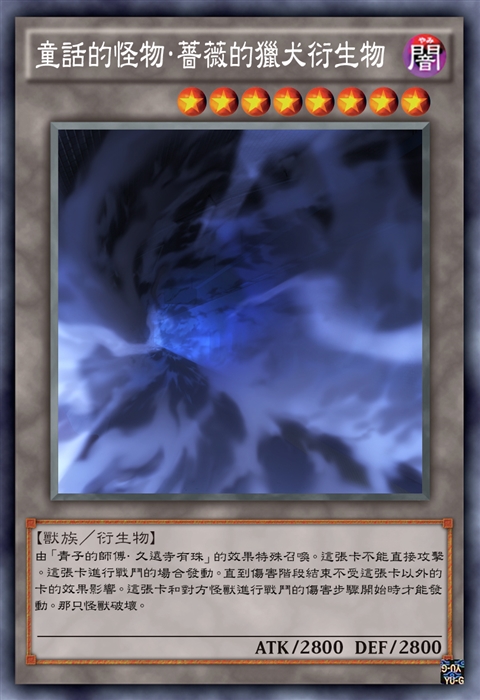 童話的怪物·薔薇的獵犬衍生物
やみ
闇
【獸族／衍生物】
由「青子的師傅·久遠寺有珠」的效果特殊召喚。這張卡不能直接攻擊
。這張卡進行戰鬥的場合發動。直到傷害階段結束不受這張卡以外的
卡的效果影響。這張卡和對方怪獸進行戰鬥的傷害步驟開始時才能發
動。那只怪獸破壞。
ATK/2800 DEF/2800
YU-G
YU-G